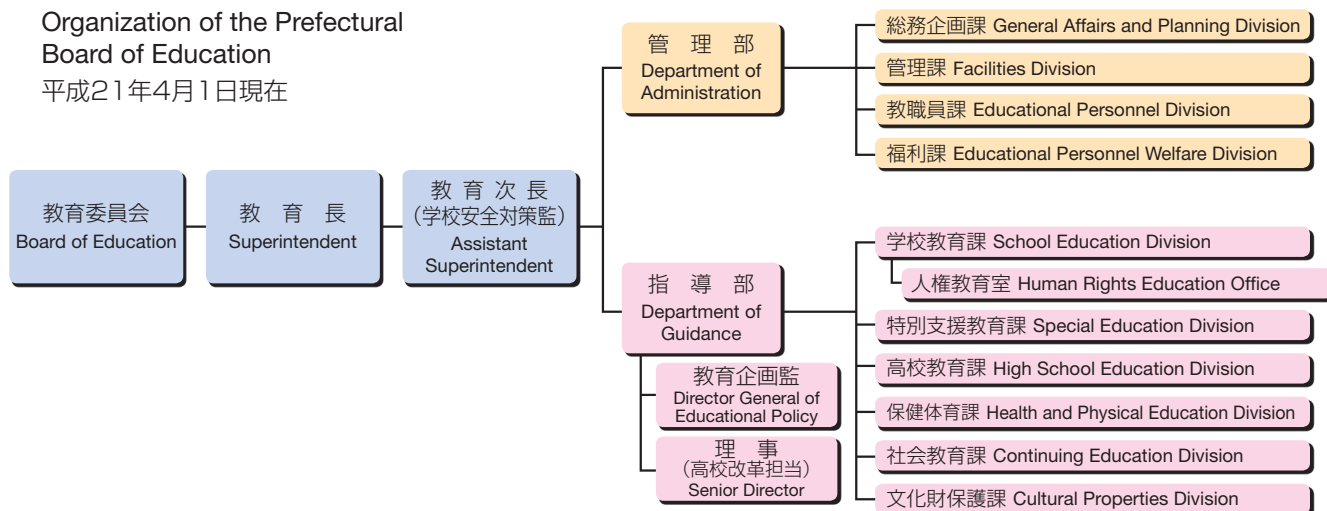 Organization of the Prefectural
Board of Education
平成21年4月1日現在
教育委員会
Board of Education
教育長
Superintendent
教育次長
（学校安全対策監）
Assistant
Superintendent
管理部
Department of
Administration
総務企画課 General Affairs and Planning Division
管理課 Facilities Division
教職員課 Educational Personnel Division
福利課 Educational Personnel Welfare Division
指導部
Department of
Guidance
教育企画監
Director General of
Educational Policy
理事
（高校改革担当）
Senior Director
学校教育課 School Education Division
人権教育室 Human Rights Education Office
特別支援教育課 Special Education Division
高校教育課 High School Education Division
保健体育課 Health and Physical Education Division
社会教育課 Continuing Education Division
文化財保護課 Cultural Properties Division